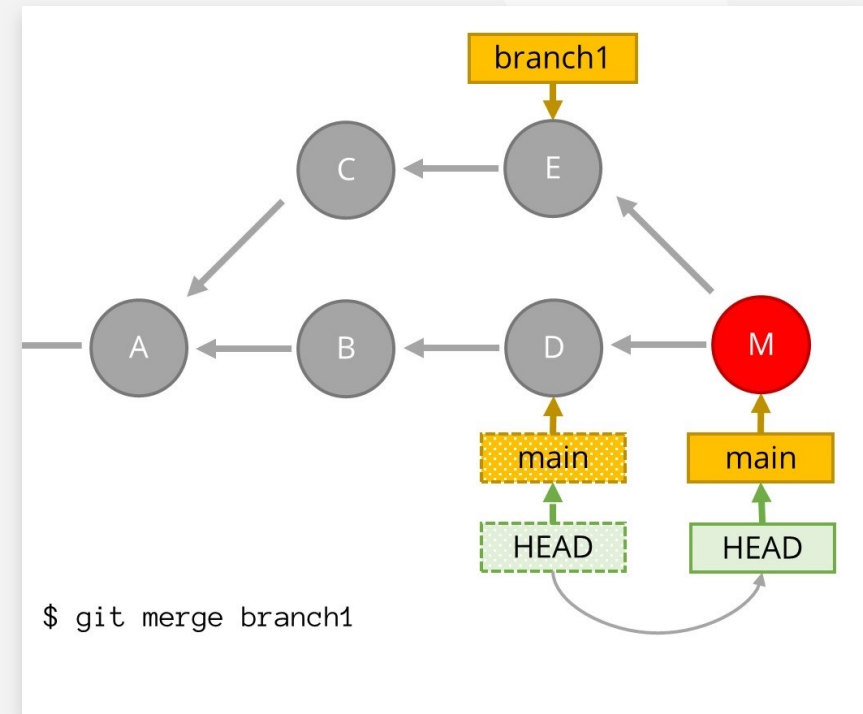 branch1
C
E
A
B
D
M
main
main
HEAD
HEAD
$ git merge branch1